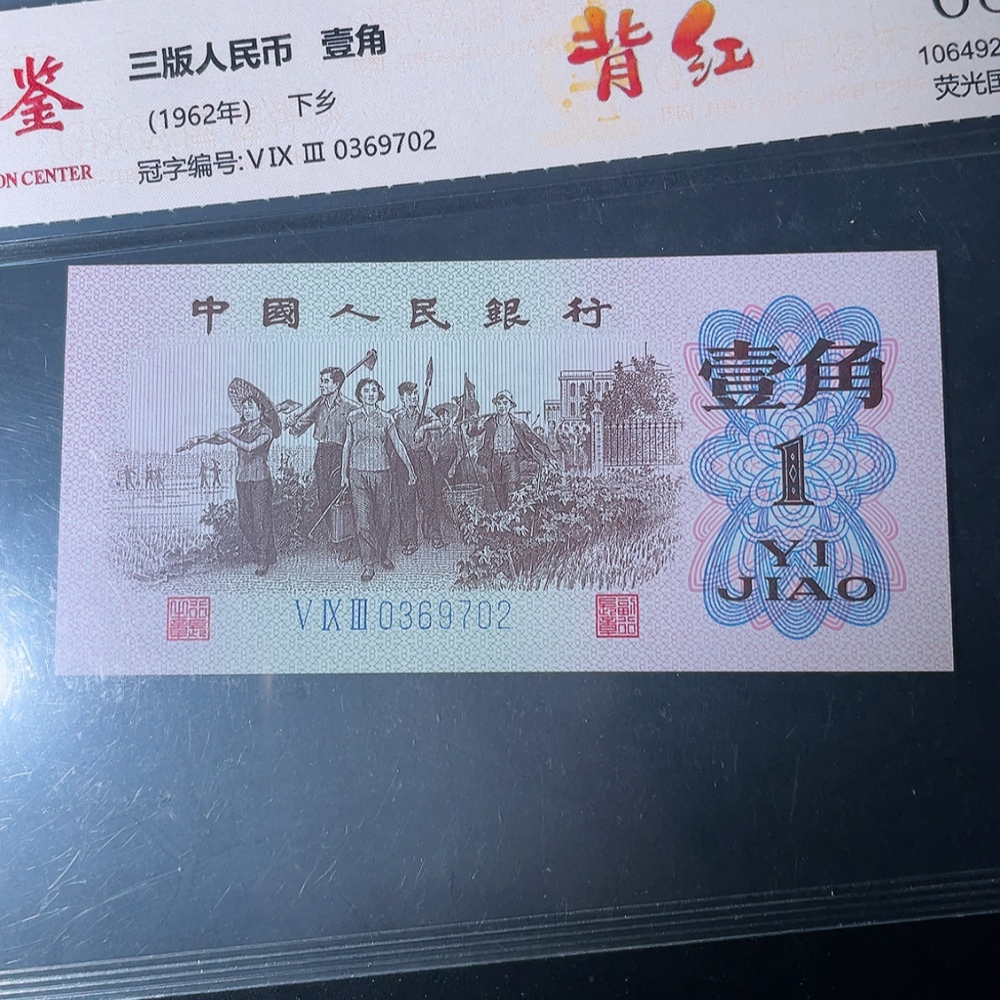 鉴
ON CENTER
三版人民币 壹角
(1962年) 下乡
冠字编号:V IX III 0369702
背红
106492
荧光国
中國人民銀行
壹角
1
YI
JIAO
V IX III 0369702